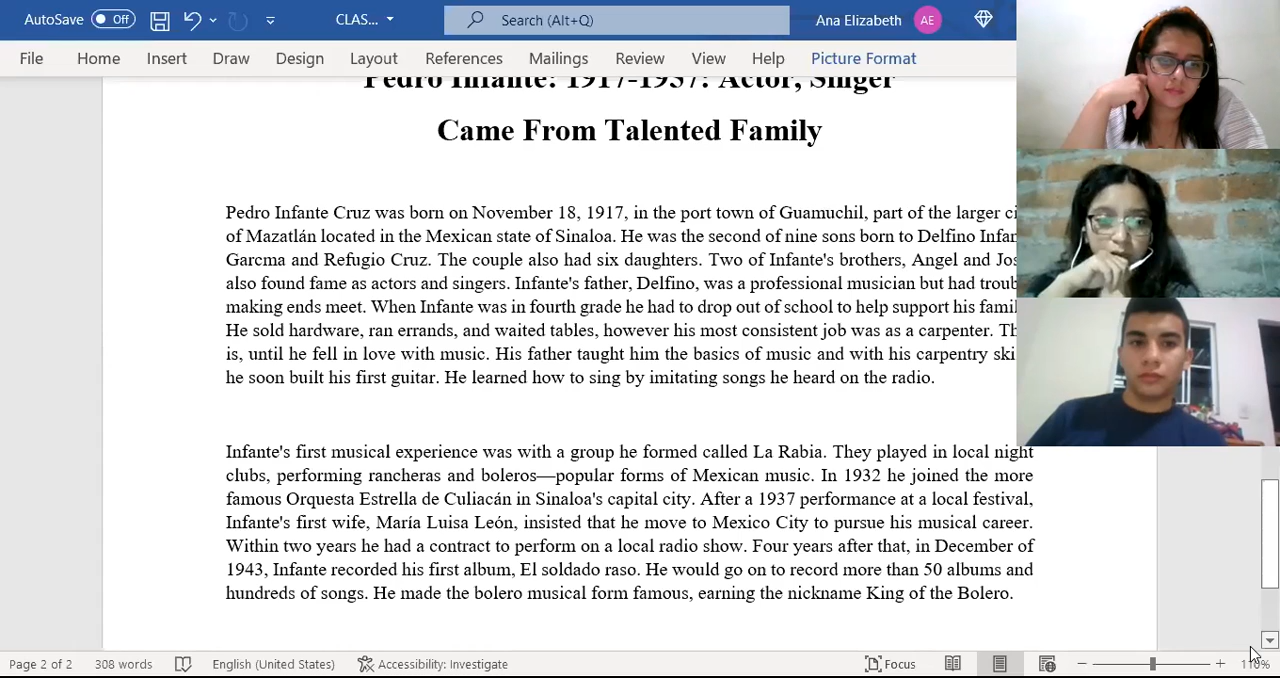 AutoSave Off CLAS... Search (Alt+Q) Ana Elizabeth AE
File Home Insert Draw Design Layout References Mailings Review View Help Picture Format
Pedro Infante: 1917-1957: Actor, Singer
Came From Talented Family
Pedro Infante Cruz was born on November 18, 1917, in the port town of Guamuchil, part of the larger
of Mazatlán located in the Mexican state of Sinaloa. He was the second of nine sons born to Delfino
Garcma and Refugio Cruz. The couple also had six daughters. Two of Infante's brothers, Angel and
also found fame as actors and singers. Infante's father, Delfino, was a professional musician but had
making ends meet. When Infante was in fourth grade he had to drop out of school to help support his
He sold hardware, ran errands, and waited tables, however his most consistent job was as a carpenter.
is, until he fell in love with music. His father taught him the basics of music and with his carpentry
he soon built his first guitar. He learned how to sing by imitating songs he heard on the radio.
Infante's first musical experience was with a group he formed called La Rabia. They played in local night
clubs, performing rancheras and boleros—popular forms of Mexican music. In 1932 he joined the more
famous Orquesta Estrella de Culiacán in Sinaloa's capital city. After a 1937 performance at a local festival,
Infante's first wife, María Luisa León, insisted that he move to Mexico City to pursue his musical career.
Within two years he had a contract to perform on a local radio show. Four years after that, in December of
1943, Infante recorded his first album, El soldado raso. He would go on to record more than 50 albums and
hundreds of songs. He made the bolero musical form famous, earning the nickname King of the Bolero.
Page 2 of 2 308 words English (United States) Accessibility: Investigate Focus 110%